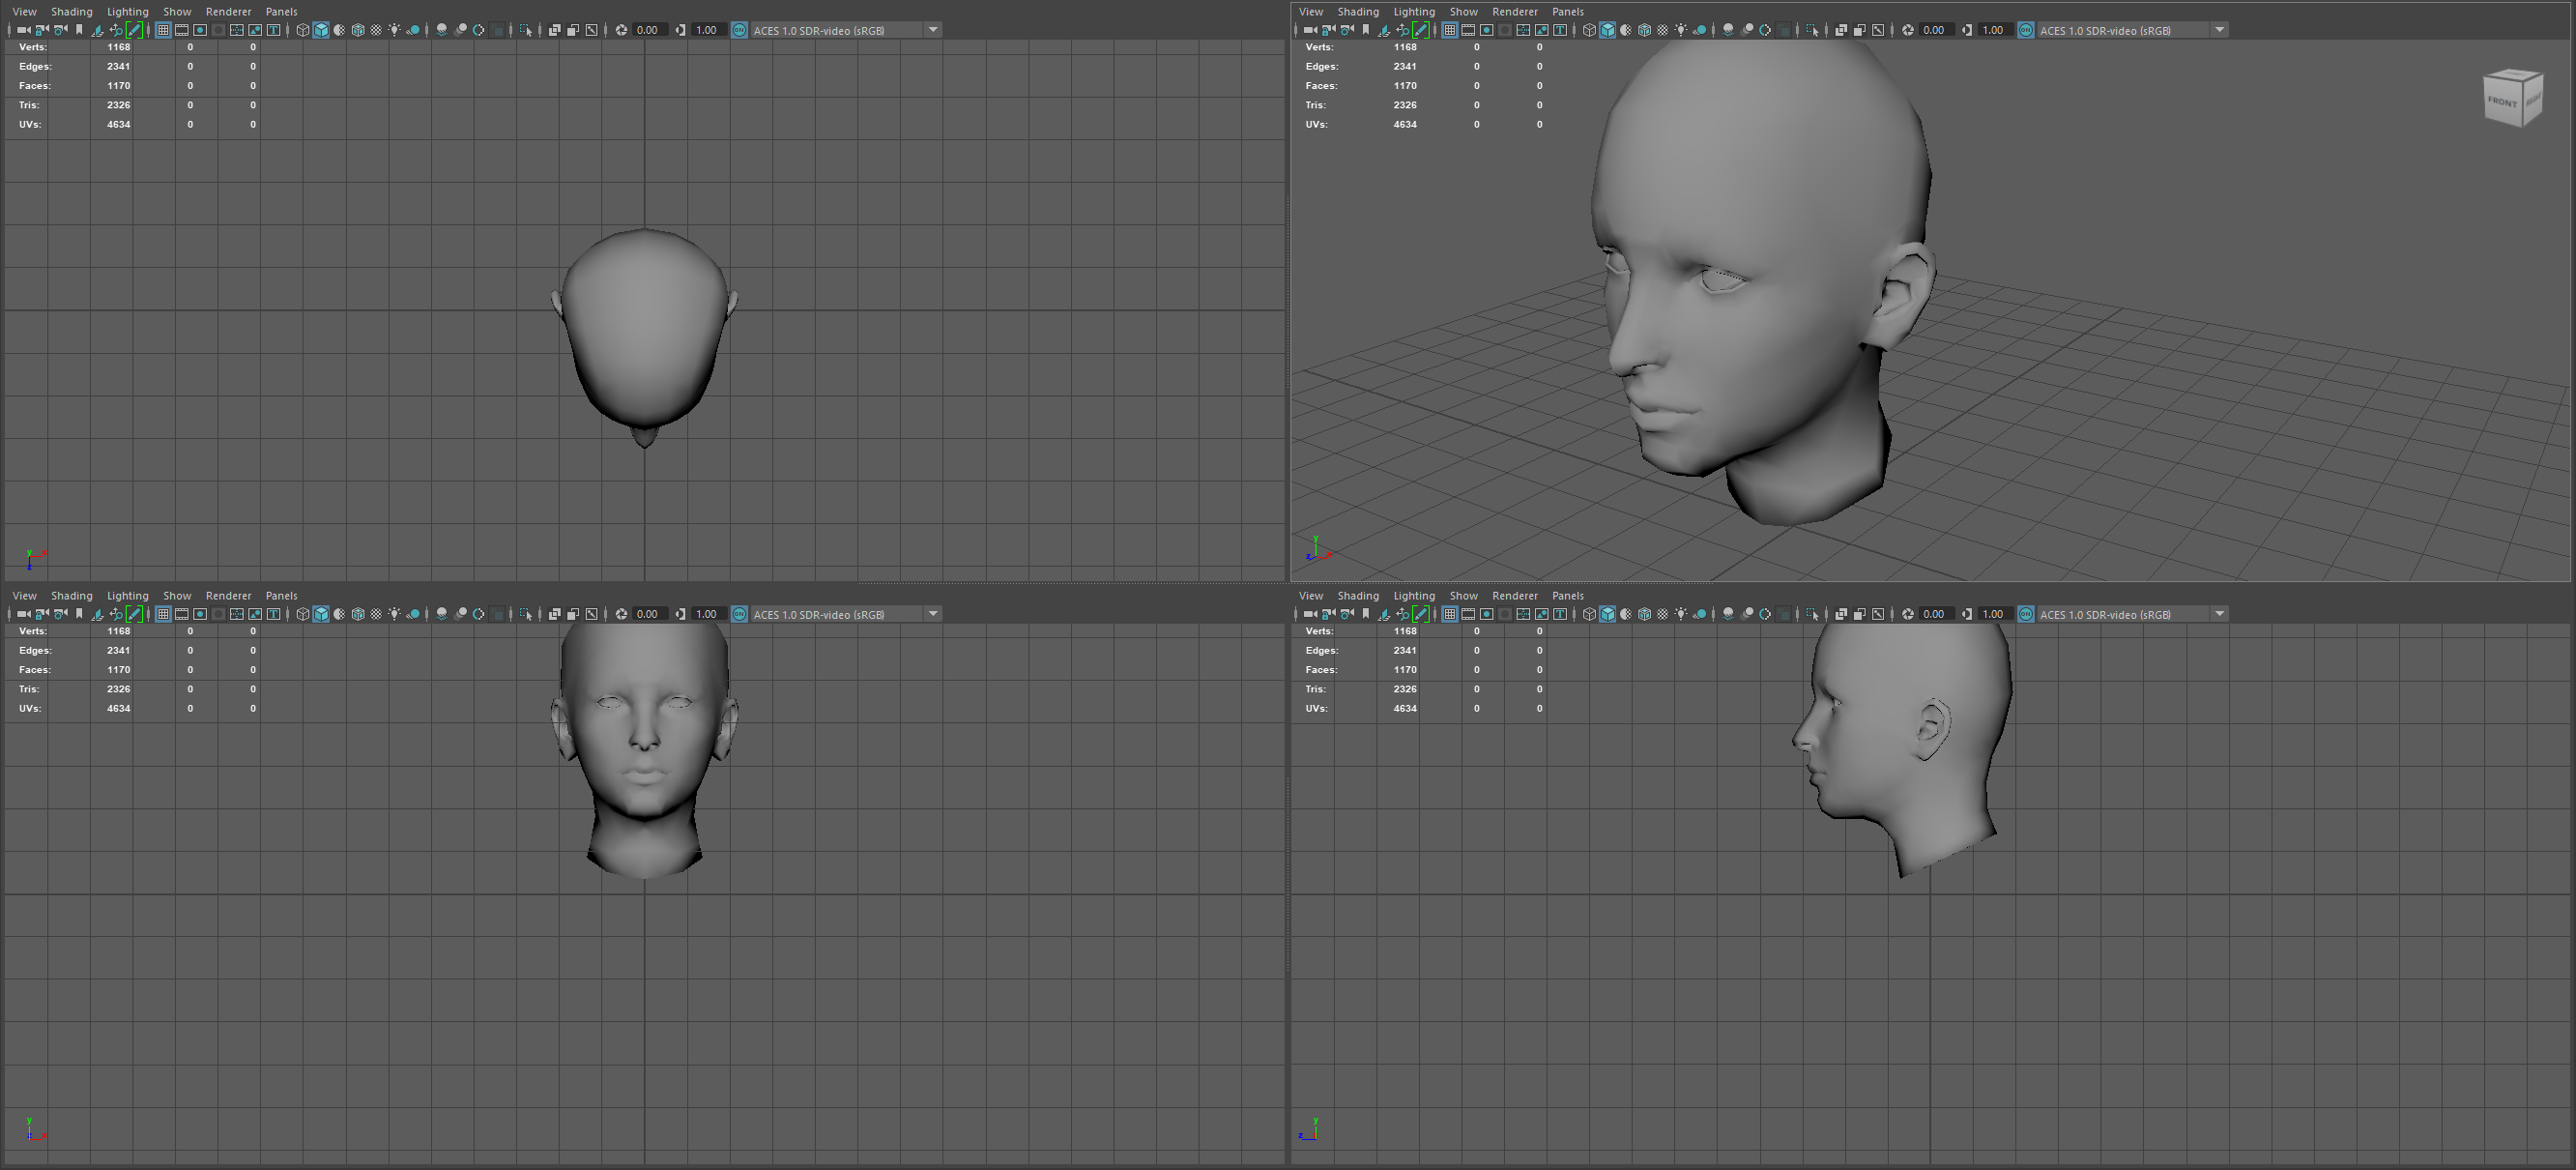 View Shading Lighting Show Renderer Panels
0.00 1.00 ON ACES 1.0 SDR-video (sRGB)
Verts: 1168 0 0
Edges: 2341 0 0
Faces: 1170 0 0
Tris: 2326 0 0
UVs: 4634 0 0
y x
z
View Shading Lighting Show Renderer Panels
0.00 1.00 ON ACES 1.0 SDR-video (sRGB)
Verts: 1168 0 0
Edges: 2341 0 0
Faces: 1170 0 0
Tris: 2326 0 0
UVs: 4634 0 0
FRONT RIGHT
y
z x
View Shading Lighting Show Renderer Panels
0.00 1.00 ON ACES 1.0 SDR-video (sRGB)
Verts: 1168 0 0
Edges: 2341 0 0
Faces: 1170 0 0
Tris: 2326 0 0
UVs: 4634 0 0
y
z x
View Shading Lighting Show Renderer Panels
0.00 1.00 ON ACES 1.0 SDR-video (sRGB)
Verts: 1168 0 0
Edges: 2341 0 0
Faces: 1170 0 0
Tris: 2326 0 0
UVs: 4634 0 0
y
z